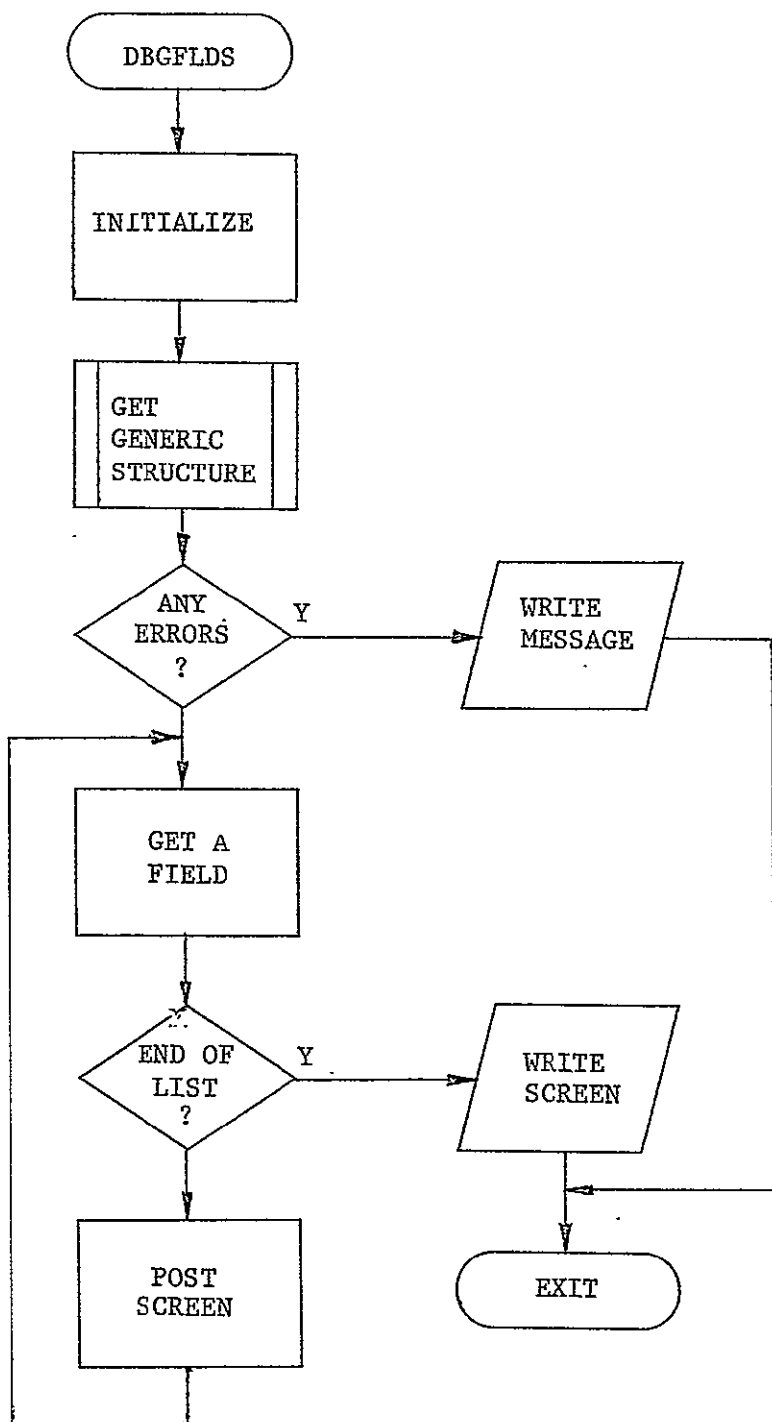 DBGFLDS
INITIALIZE
GET
GENERIC
STRUCTURE
ANY
ERRORS
?
Y
WRITE
MESSAGE
GET A
FIELD
END OF
LIST
?
Y
WRITE
SCREEN
POST
SCREEN
EXIT